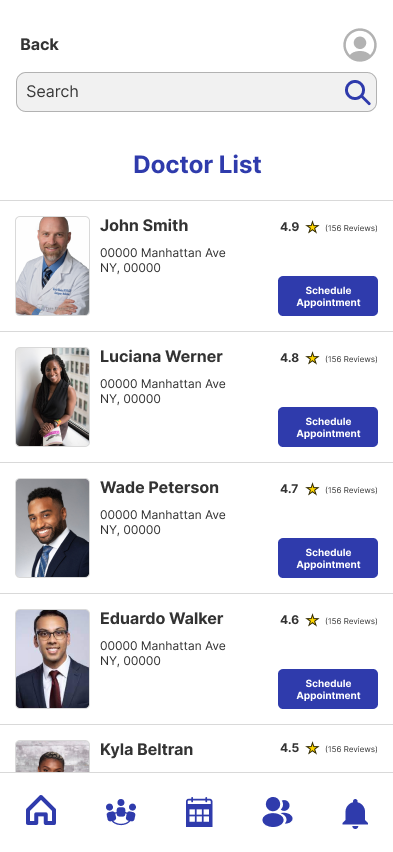 Back
Search
Doctor List
John Smith
4.9 (156 Reviews)
00000 Manhattan Ave
NY, 00000
Schedule
Appointment
Luciana Werner
4.8 (156 Reviews)
00000 Manhattan Ave
NY, 00000
Schedule
Appointment
Wade Peterson
4.7 (156 Reviews)
00000 Manhattan Ave
NY, 00000
Schedule
Appointment
Eduardo Walker
4.6 (156 Reviews)
00000 Manhattan Ave
NY, 00000
Schedule
Appointment
Kyla Beltran
4.5 (156 Reviews)